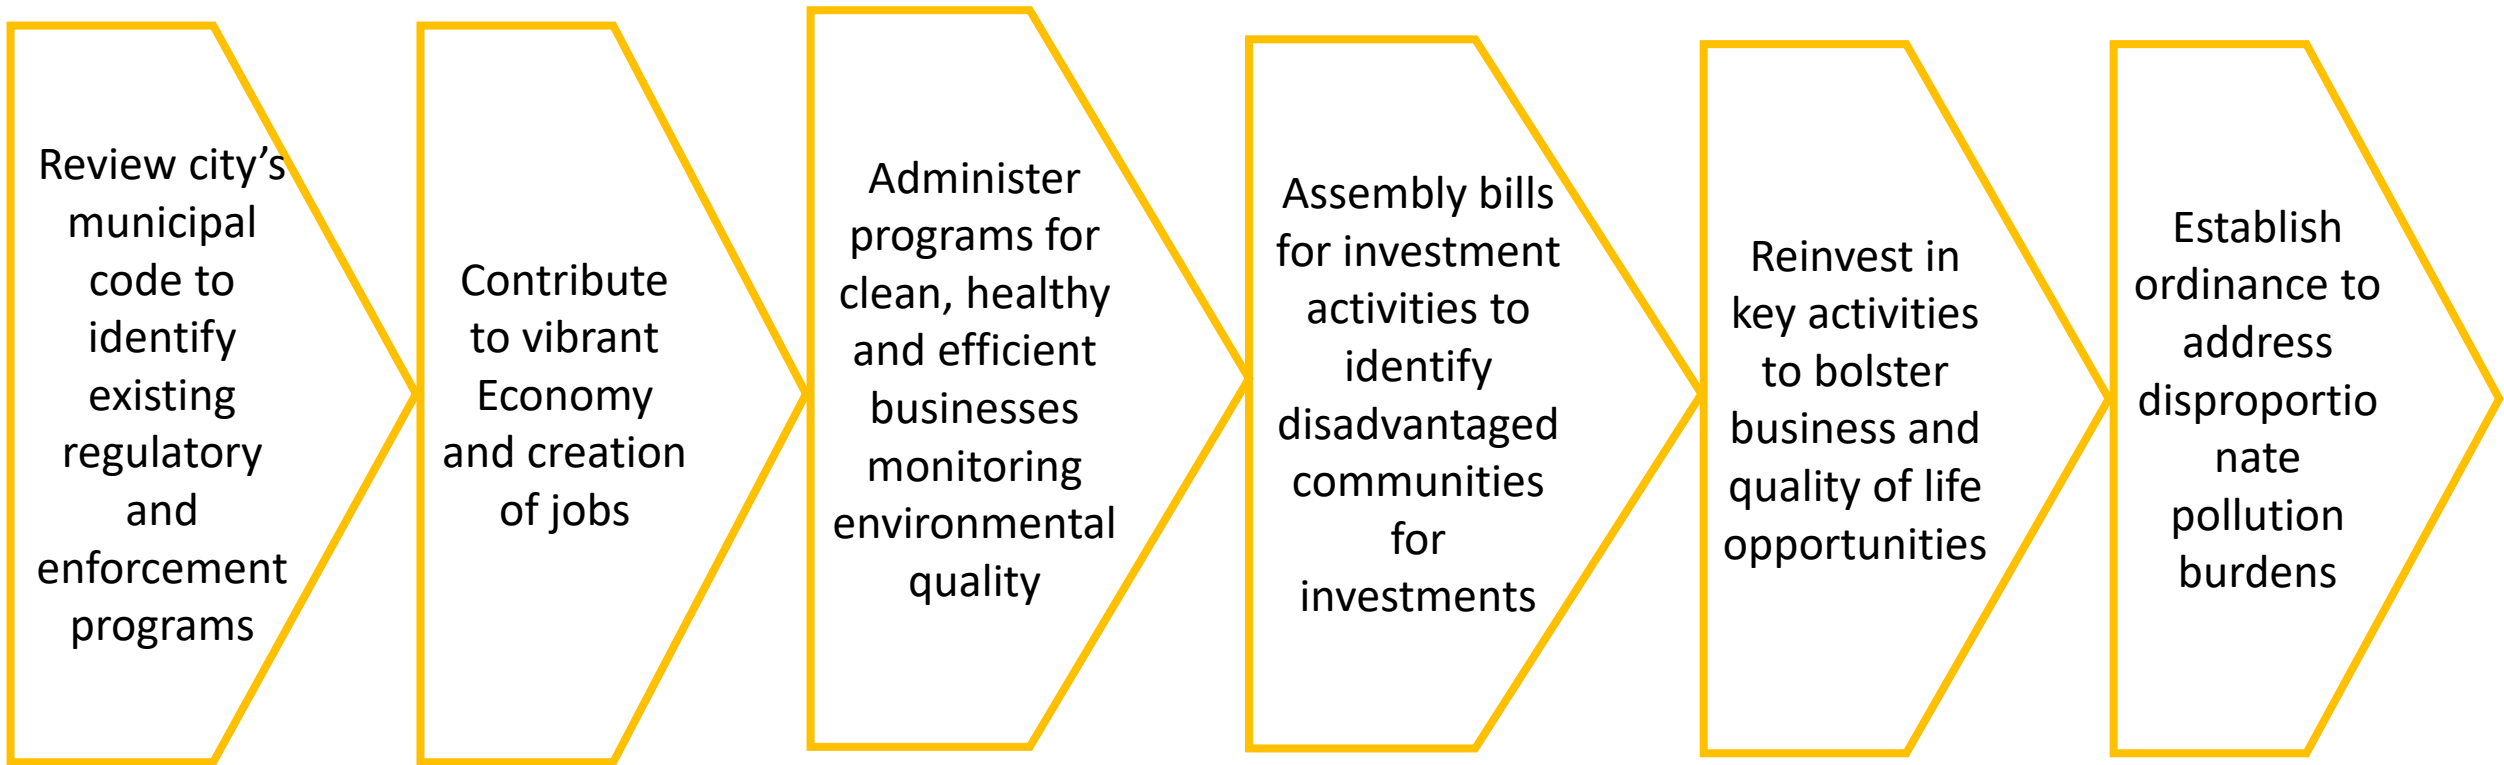 Review city’s
municipal
code to
identify
existing
regulatory
and
enforcement
programs
Contribute
to vibrant
Economy
and creation
of jobs
Administer
programs for
clean, healthy
and efficient
businesses
monitoring
environmental
quality
Assembly bills
for investment
activities to
identify
disadvantaged
communities
for
investments
Reinvest in
key activities
to bolster
business and
quality of life
opportunities
Establish
ordinance to
address
disproportio
nate
pollution
burdens